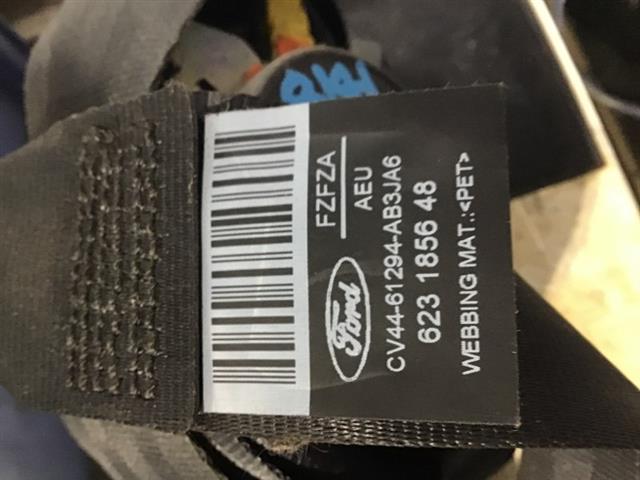 FZFZA
AEU
Ford
CV44-61294-AB3JA6
623 1856 48
WEBBING MAT.:<PET>